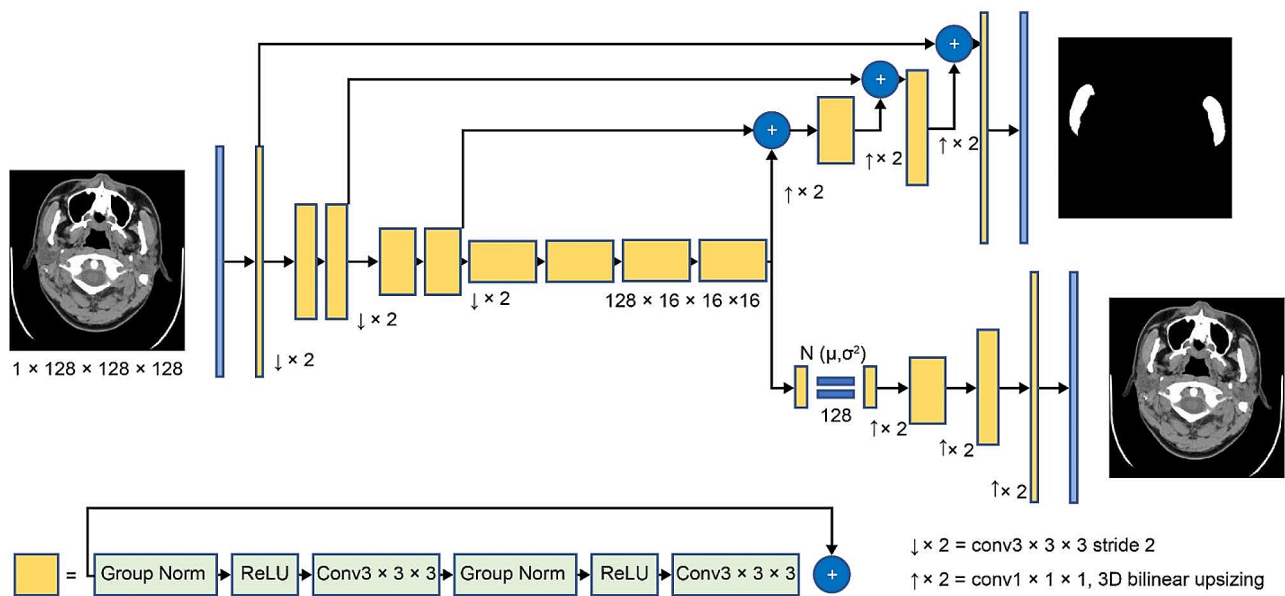 +
+
↑ × 2
+
↑ × 2
↑ × 2
1 × 128 × 128 × 128
↓ × 2
↓ × 2
↓ × 2
128 × 16 × 16 ×16
N (μ,σ²)
128
↑× 2
↑× 2
↑× 2
= Group Norm ReLU Conv3 × 3 × 3 Group Norm ReLU Conv3 × 3 × 3 +
↓ × 2 = conv3 × 3 × 3 stride 2
↑ × 2 = conv1 × 1 × 1, 3D bilinear upsizing